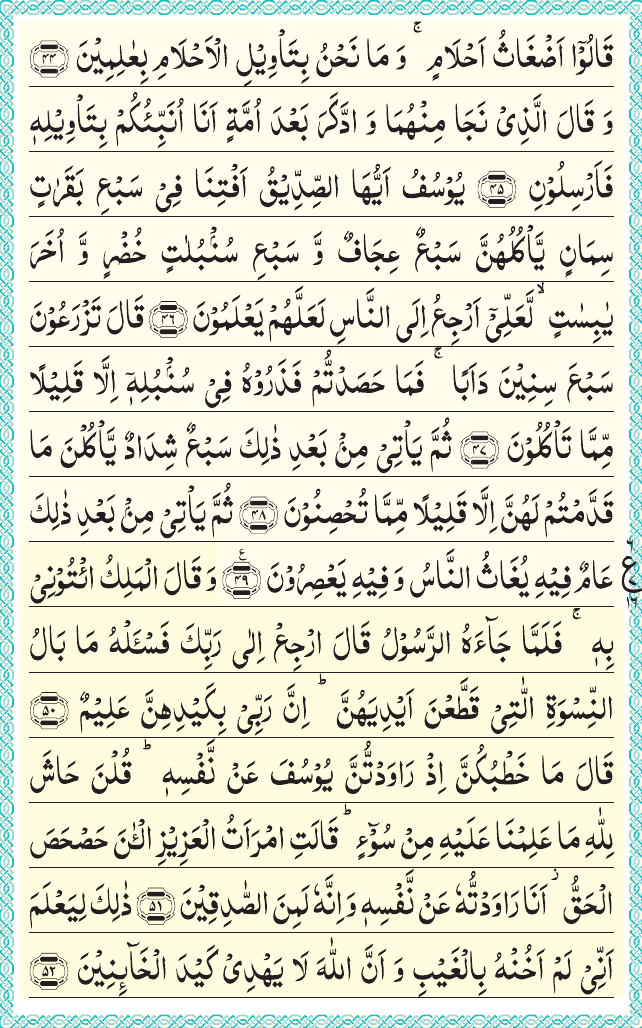 قَالُوْٓا اَضْغَاثُ اَحْلَامٍ ۚ وَ مَا نَحْنُ بِتَاْوِيْلِ الْاَحْلَامِ بِعٰلِمِيْنَ ﴿۴۴﴾
وَ قَالَ الَّذِيْ نَجَا مِنْهُمَا وَ ادَّكَرَ بَعْدَ اُمَّةٍ اَنَا اُنَبِّئُكُمْ بِتَاْوِيْلِهٖ
فَاَرْسِلُوْنِ ﴿۴۵﴾ يُوْسُفُ اَيُّهَا الصِّدِّيْقُ اَفْتِنَا فِيْ سَبْعِ بَقَرٰتٍ
سِمَانٍ يَّاْكُلُهُنَّ سَبْعٌ عِجَافٌ وَّ سَبْعِ سُنْۢبُلٰتٍ خُضْرٍ وَّ اُخَرَ
يٰبِسٰتٍ ۙ لَّعَلِّيْٓ اَرْجِعُ اِلَى النَّاسِ لَعَلَّهُمْ يَعْلَمُوْنَ ﴿۴۶﴾ قَالَ تَزْرَعُوْنَ
سَبْعَ سِنِيْنَ دَاَبًا ۚ فَمَا حَصَدْتُّمْ فَذَرُوْهُ فِيْ سُنْۢبُلِهٖٓ اِلَّا قَلِيْلًا
مِّمَّا تَاْكُلُوْنَ ﴿۴۷﴾ ثُمَّ يَاْتِيْ مِنْۢ بَعْدِ ذٰلِكَ سَبْعٌ شِدَادٌ يَّاْكُلْنَ مَا
قَدَّمْتُمْ لَهُنَّ اِلَّا قَلِيْلًا مِّمَّا تُحْصِنُوْنَ ﴿۴۸﴾ ثُمَّ يَاْتِيْ مِنْۢ بَعْدِ ذٰلِكَ
عَامٌ فِيْهِ يُغَاثُ النَّاسُ وَ فِيْهِ يَعْصِرُوْنَ ﴿۴۹﴾ ع وَ قَالَ الْمَلِكُ ائْتُوْنِيْ
بِهٖ ۚ فَلَمَّا جَآءَهُ الرَّسُوْلُ قَالَ ارْجِعْ اِلٰى رَبِّكَ فَسْـَٔلْهُ مَا بَالُ
النِّسْوَةِ الّٰتِيْ قَطَّعْنَ اَيْدِيَهُنَّ ؕ اِنَّ رَبِّيْ بِكَيْدِهِنَّ عَلِيْمٌ ﴿۵۰﴾
قَالَ مَا خَطْبُكُنَّ اِذْ رَاوَدْتُّنَّ يُوْسُفَ عَنْ نَّفْسِهٖ ؕ قُلْنَ حَاشَ
لِلّٰهِ مَا عَلِمْنَا عَلَيْهِ مِنْ سُوْٓءٍ ؕ قَالَتِ امْرَاَتُ الْعَزِيْزِ الْـٰٔنَ حَصْحَصَ
الْحَقُّ ؗ اَنَا رَاوَدْتُّهٗ عَنْ نَّفْسِهٖ وَ اِنَّهٗ لَمِنَ الصّٰدِقِيْنَ ﴿۵۱﴾ ذٰلِكَ لِيَعْلَمَ
اَنِّيْ لَمْ اَخُنْهُ بِالْغَيْبِ وَ اَنَّ اللّٰهَ لَا يَهْدِيْ كَيْدَ الْخَآئِنِيْنَ ﴿۵۲﴾